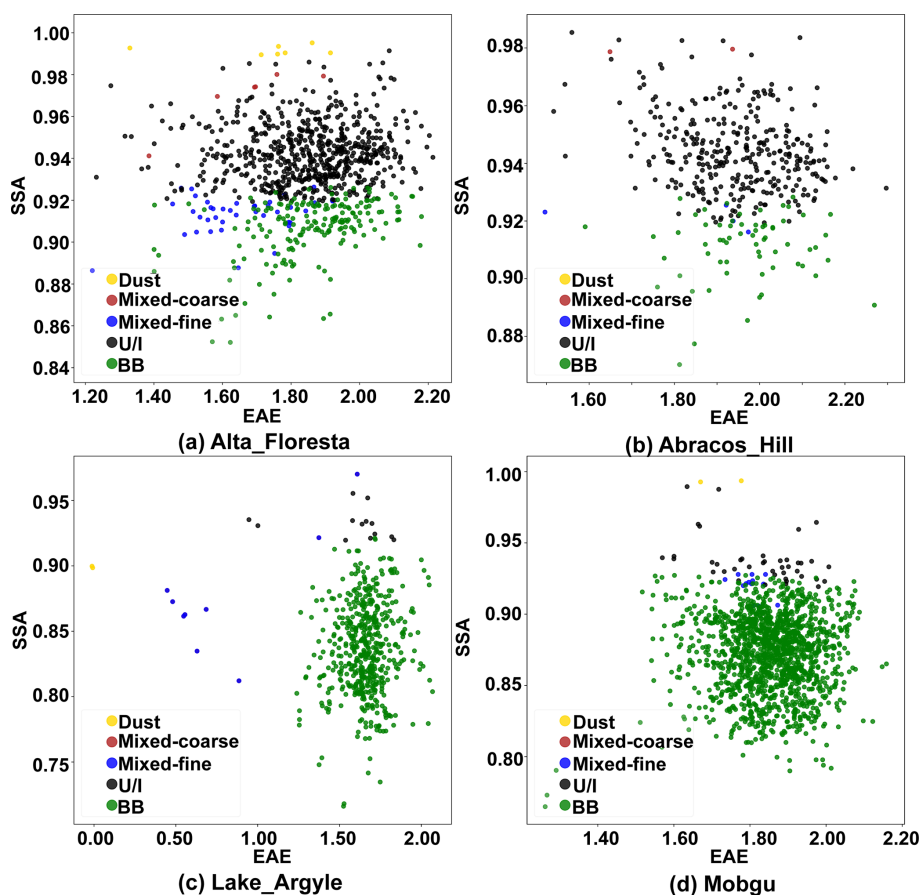 1.00
0.98
0.96
0.94
0.92
0.90
0.88
0.86
0.84
SSA
Dust
Mixed-coarse
Mixed-fine
U/I
BB
1.20 1.40 1.60 1.80 2.00 2.20
EAE
(a) Alta_Floresta
0.98
0.96
0.94
0.92
0.90
0.88
SSA
Dust
Mixed-coarse
Mixed-fine
U/I
BB
1.60 1.80 2.00 2.20
EAE
(b) Abracos_Hill
0.95
0.90
0.85
0.80
0.75
SSA
Dust
Mixed-coarse
Mixed-fine
U/I
BB
0.00 0.50 1.00 1.50 2.00
EAE
(c) Lake_Argyle
1.00
0.95
0.90
0.85
0.80
SSA
Dust
Mixed-coarse
Mixed-fine
U/I
BB
1.40 1.60 1.80 2.00 2.20
EAE
(d) Mobgu